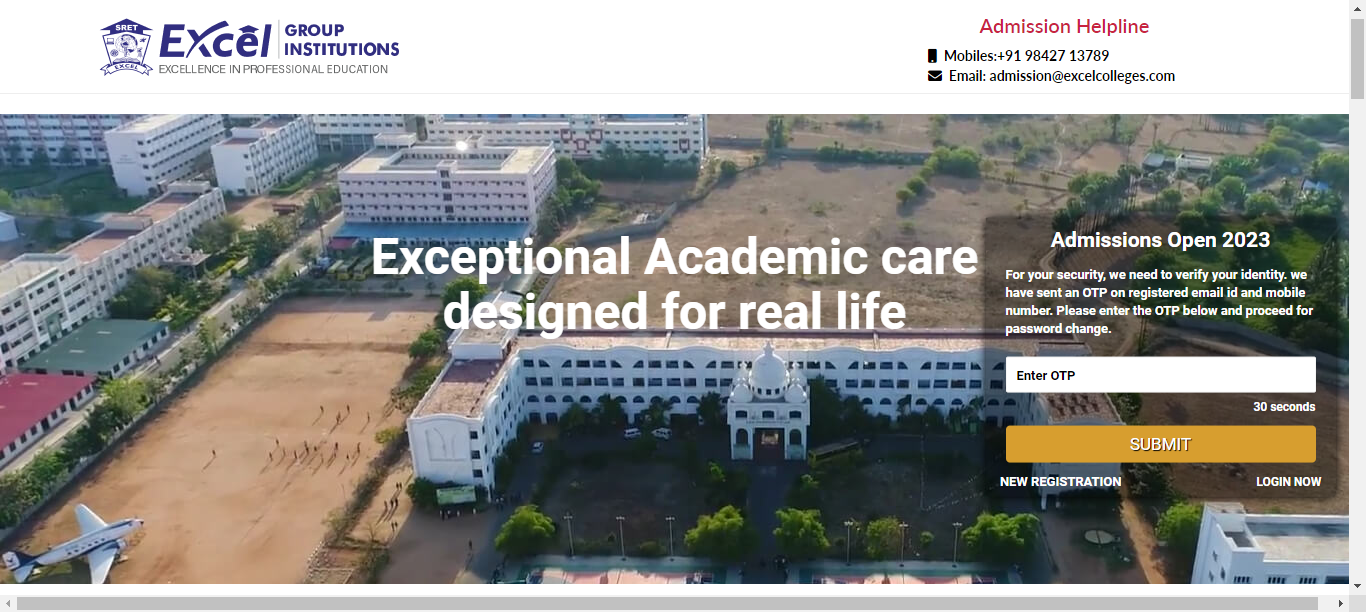 SRET
EXCEL
Excel
GROUP
INSTITUTIONS
EXCELLENCE IN PROFESSIONAL EDUCATION
Admission Helpline
Mobiles:+91 98427 13789
Email: admission@excelcolleges.com
Exceptional Academic care
designed for real life
Admissions Open 2023
For your security, we need to verify your identity. we
have sent an OTP on registered email id and mobile
number. Please enter the OTP below and proceed for
password change.
Enter OTP
30 seconds
SUBMIT
NEW REGISTRATION
LOGIN NOW